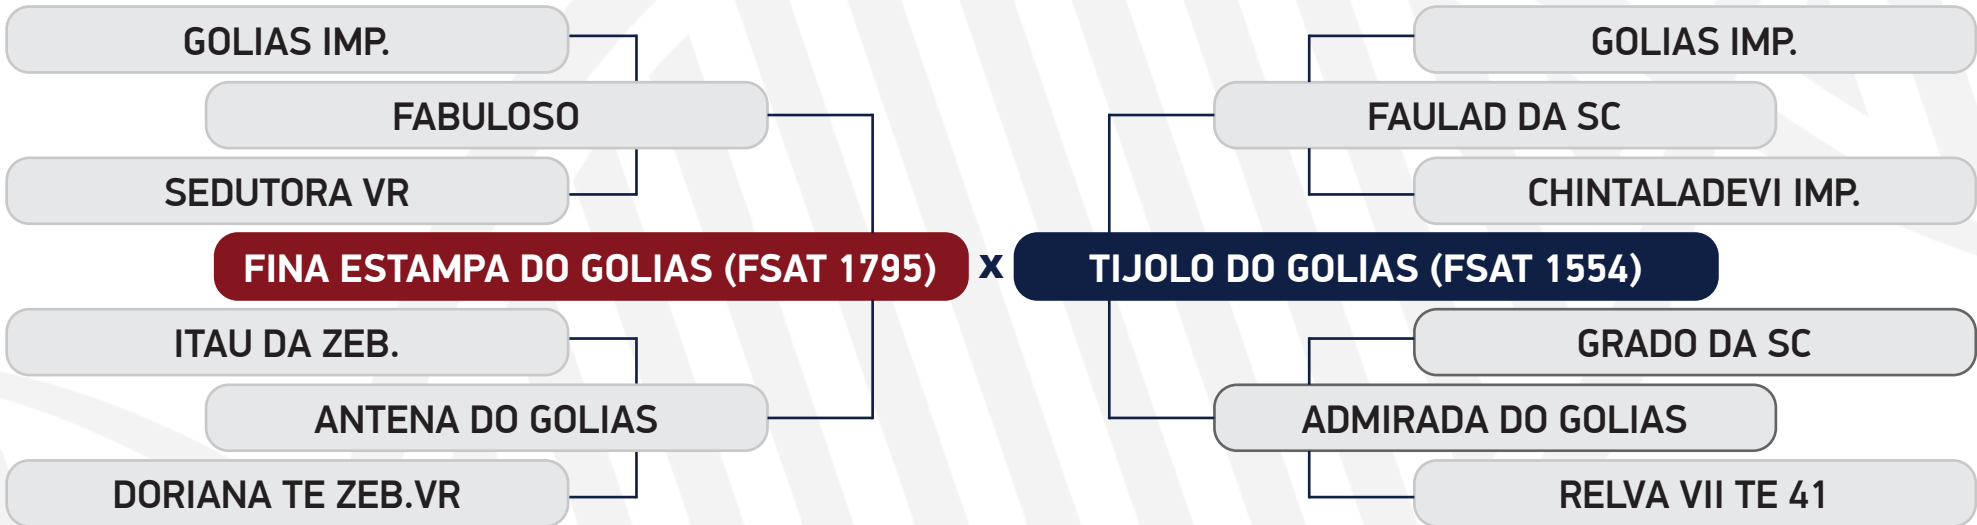 GOLIAS IMP.
GOLIAS IMP.
FABULOSO
FAULAD DA SC
SEDUTORA VR
CHINTALADEVI IMP.
FINA ESTAMPA DO GOLIAS (FSAT 1795) x TIJOLO DO GOLIAS (FSAT 1554)
ITAU DA ZEB.
GRADO DA SC
ANTENA DO GOLIAS
ADMIRADA DO GOLIAS
DORIANA TE ZEB.VR
RELVA VII TE 41